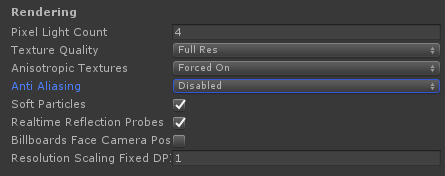 Rendering
Pixel Light Count 4
Texture Quality Full Res
Anisotropic Textures Forced On
Anti Aliasing Disabled
Soft Particles
Realtime Reflection Probes
Billboards Face Camera Pos
Resolution Scaling Fixed DPI 1